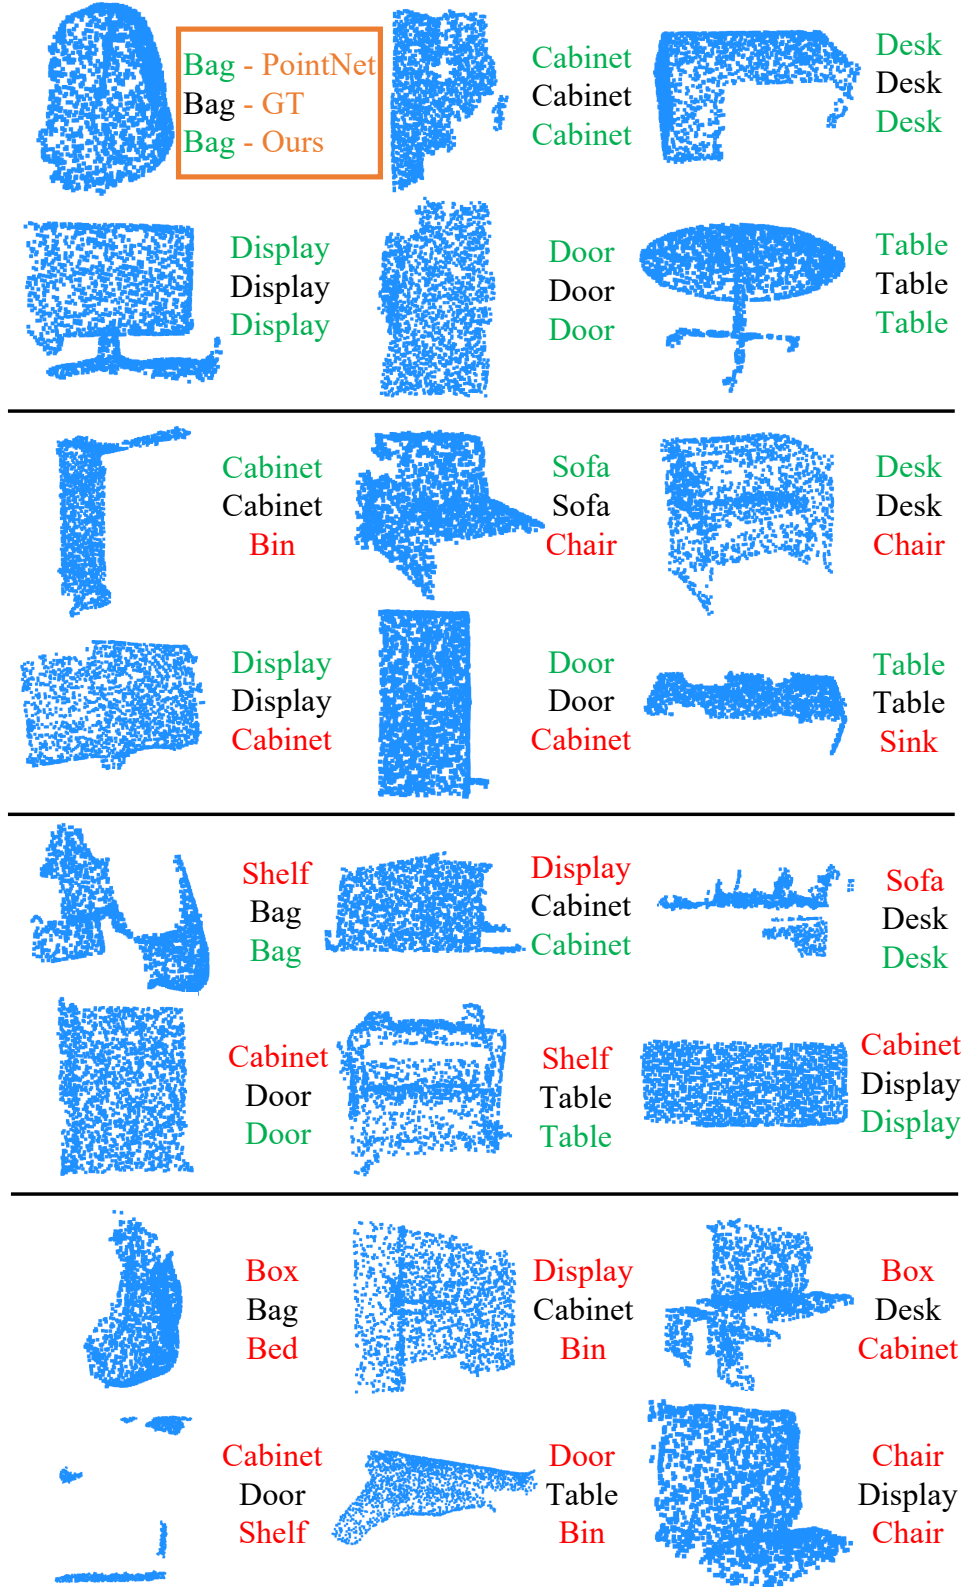 Bag - PointNet
Bag - GT
Bag - Ours
Cabinet
Cabinet
Cabinet
Desk
Desk
Desk
Display
Display
Display
Door
Door
Door
Table
Table
Table
Cabinet
Cabinet
Bin
Sofa
Sofa
Chair
Desk
Desk
Chair
Display
Display
Cabinet
Door
Door
Cabinet
Table
Table
Sink
Shelf
Bag
Bag
Display
Cabinet
Cabinet
Sofa
Desk
Desk
Cabinet
Door
Door
Shelf
Table
Table
Cabinet
Display
Display
Box
Bag
Bed
Display
Cabinet
Bin
Box
Desk
Cabinet
Cabinet
Door
Shelf
Door
Table
Bin
Chair
Display
Chair